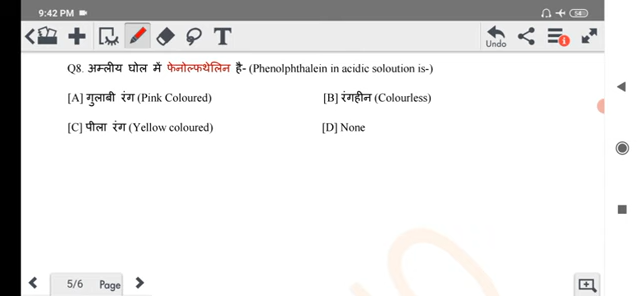 9:42 PM
54
T
Undo
Q8. अम्लीय घोल में फेनोल्फथेलिन है- (Phenolphthalein in acidic soloution is-)
[A] गुलाबी रंग (Pink Coloured) [B] रंगहीन (Colourless)
[C] पीला रंग (Yellow coloured) [D] None
5/6 Page